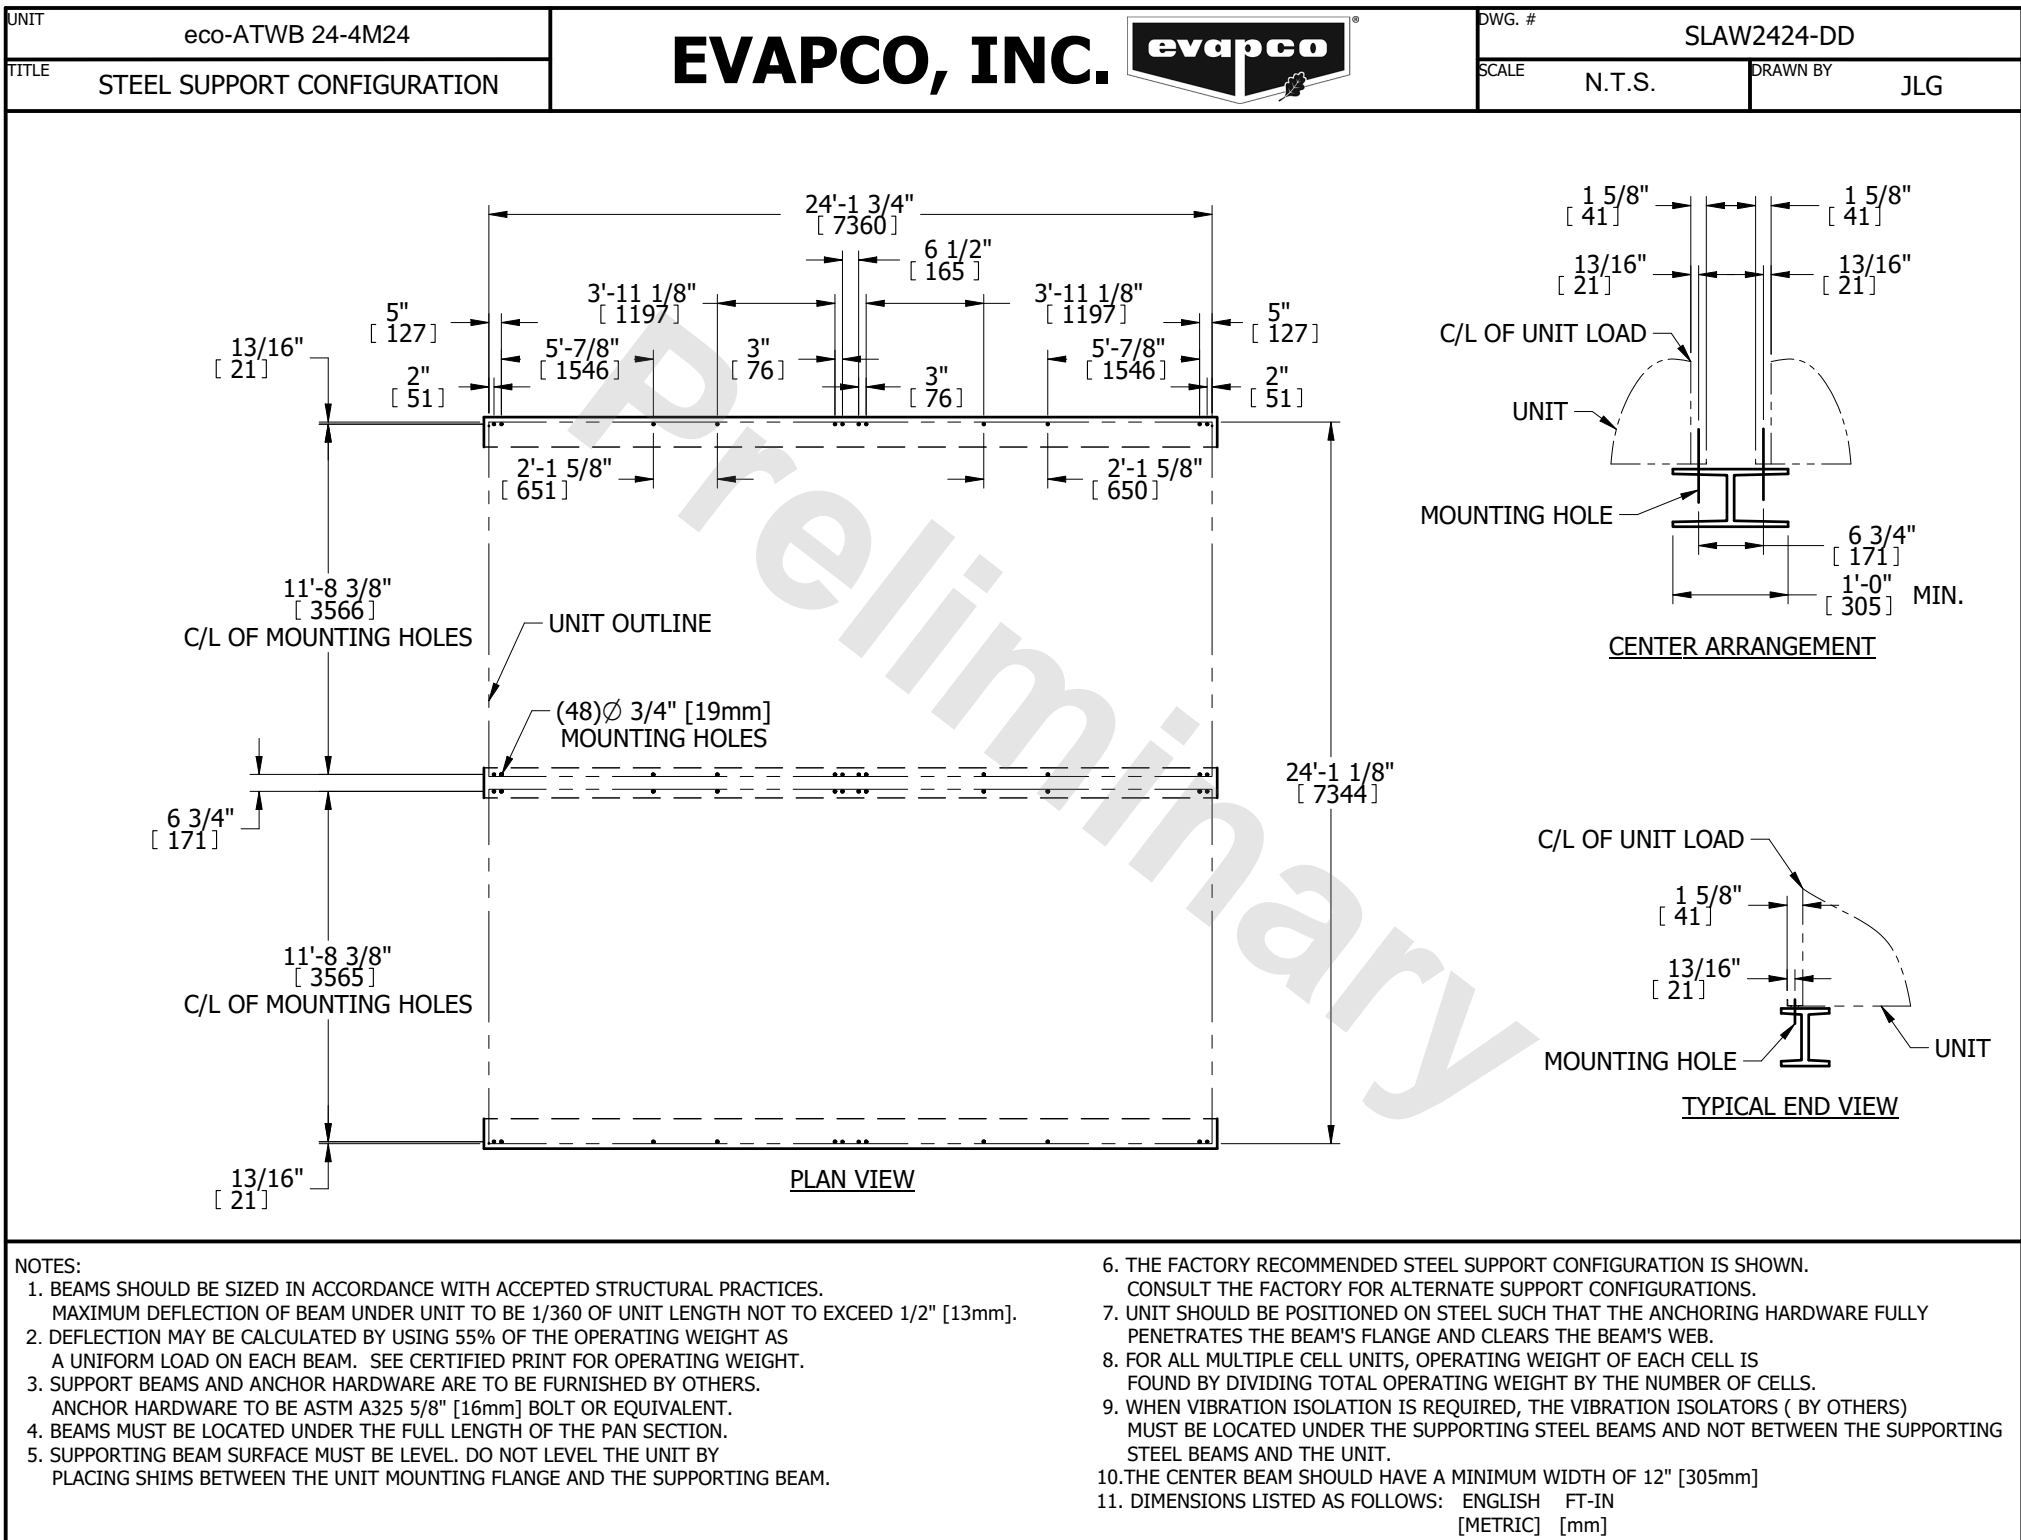 UNIT
eco-ATWB 24-4M24
TITLE
STEEL SUPPORT CONFIGURATION
EVAPCO, INC.
evapco
®
DWG. #
SLAW2424-DD
SCALE
N.T.S.
DRAWN BY
JLG
24'-1 3/4"
[ 7360 ]
6 1/2"
[ 165 ]
3'-11 1/8"
[ 1197 ]
3'-11 1/8"
[ 1197 ]
5"
[ 127 ]
5"
[ 127 ]
13/16"
[ 21 ]
5'-7/8"
[ 1546 ]
3"
[ 76 ]
5'-7/8"
[ 1546 ]
2"
[ 51 ]
3"
[ 76 ]
2"
[ 51 ]
2'-1 5/8"
[ 651 ]
2'-1 5/8"
[ 650 ]
11'-8 3/8"
[ 3566 ]
C/L OF MOUNTING HOLES
UNIT OUTLINE
(48)Ø 3/4" [19mm]
MOUNTING HOLES
6 3/4"
[ 171 ]
24'-1 1/8"
[ 7344 ]
11'-8 3/8"
[ 3565 ]
C/L OF MOUNTING HOLES
13/16"
[ 21 ]
PLAN VIEW
Preliminary
1 5/8"
[ 41 ]
1 5/8"
[ 41 ]
13/16"
[ 21 ]
13/16"
[ 21 ]
C/L OF UNIT LOAD
UNIT
MOUNTING HOLE
6 3/4"
[ 171 ]
1'-0"
[ 305 ] MIN.
CENTER ARRANGEMENT
C/L OF UNIT LOAD
1 5/8"
[ 41 ]
13/16"
[ 21 ]
MOUNTING HOLE
UNIT
TYPICAL END VIEW
NOTES:
1. BEAMS SHOULD BE SIZED IN ACCORDANCE WITH ACCEPTED STRUCTURAL PRACTICES.
MAXIMUM DEFLECTION OF BEAM UNDER UNIT TO BE 1/360 OF UNIT LENGTH NOT TO EXCEED 1/2" [13mm].
2. DEFLECTION MAY BE CALCULATED BY USING 55% OF THE OPERATING WEIGHT AS
A UNIFORM LOAD ON EACH BEAM. SEE CERTIFIED PRINT FOR OPERATING WEIGHT.
3. SUPPORT BEAMS AND ANCHOR HARDWARE ARE TO BE FURNISHED BY OTHERS.
ANCHOR HARDWARE TO BE ASTM A325 5/8" [16mm] BOLT OR EQUIVALENT.
4. BEAMS MUST BE LOCATED UNDER THE FULL LENGTH OF THE PAN SECTION.
5. SUPPORTING BEAM SURFACE MUST BE LEVEL. DO NOT LEVEL THE UNIT BY
PLACING SHIMS BETWEEN THE UNIT MOUNTING FLANGE AND THE SUPPORTING BEAM.
6. THE FACTORY RECOMMENDED STEEL SUPPORT CONFIGURATION IS SHOWN.
CONSULT THE FACTORY FOR ALTERNATE SUPPORT CONFIGURATIONS.
7. UNIT SHOULD BE POSITIONED ON STEEL SUCH THAT THE ANCHORING HARDWARE FULLY
PENETRATES THE BEAM'S FLANGE AND CLEARS THE BEAM'S WEB.
8. FOR ALL MULTIPLE CELL UNITS, OPERATING WEIGHT OF EACH CELL IS
FOUND BY DIVIDING TOTAL OPERATING WEIGHT BY THE NUMBER OF CELLS.
9. WHEN VIBRATION ISOLATION IS REQUIRED, THE VIBRATION ISOLATORS ( BY OTHERS)
MUST BE LOCATED UNDER THE SUPPORTING STEEL BEAMS AND NOT BETWEEN THE SUPPORTING
STEEL BEAMS AND THE UNIT.
10.THE CENTER BEAM SHOULD HAVE A MINIMUM WIDTH OF 12" [305mm]
11. DIMENSIONS LISTED AS FOLLOWS: ENGLISH FT-IN
[METRIC] [mm]